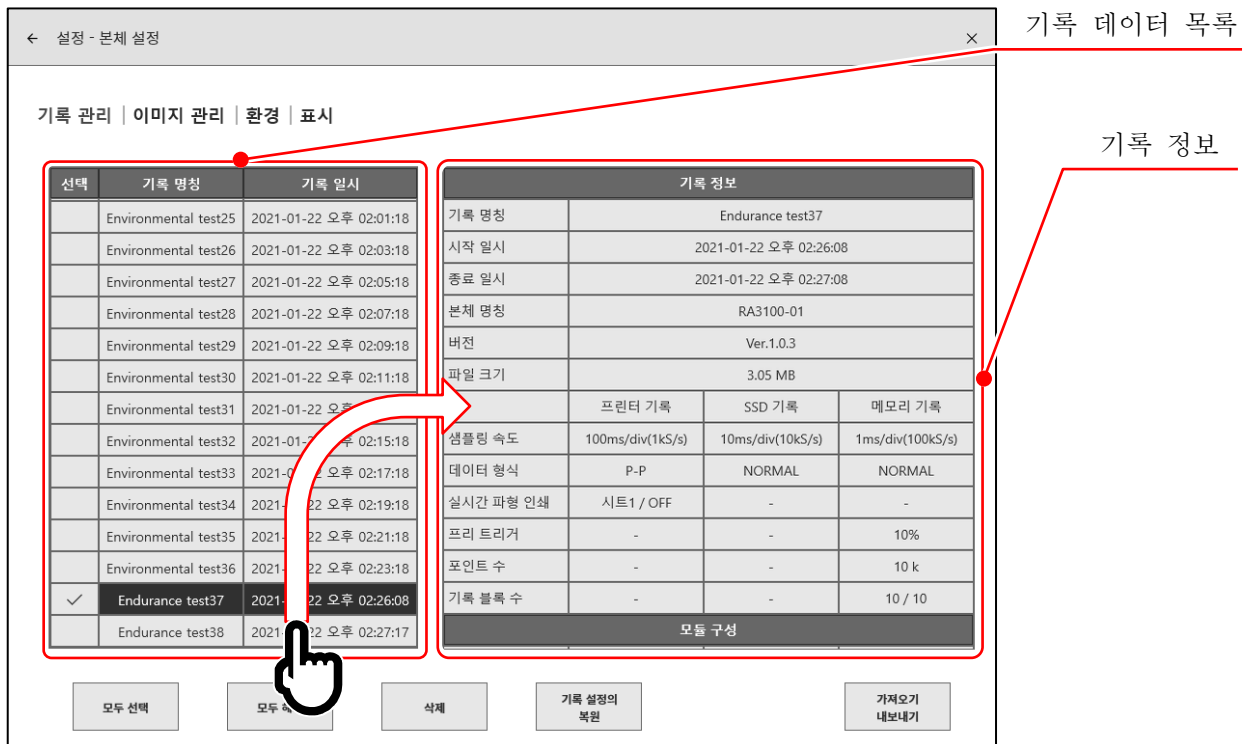 기록 데이터 목록
← 설정 - 본체 설정 ×
기록 관리 | 이미지 관리 | 환경 | 표시
기록 정보
선택 기록 명칭 기록 일시
Environmental test25 2021-01-22 오후 02:01:18
Environmental test26 2021-01-22 오후 02:03:18
Environmental test27 2021-01-22 오후 02:05:18
Environmental test28 2021-01-22 오후 02:07:18
Environmental test29 2021-01-22 오후 02:09:18
Environmental test30 2021-01-22 오후 02:11:18
Environmental test31 2021-01-22
Environmental test32 02:15:18
Environmental test33 오후 02:17:18
Environmental test34 오후 02:19:18
Environmental test35 오후 02:21:18
Environmental test36 오후 02:23:18
✓ Endurance test37 오후 02:26:08
Endurance test38 오후 02:27:17
기록 정보
기록 명칭 Endurance test37
시작 일시 2021-01-22 오후 02:26:08
종료 일시 2021-01-22 오후 02:27:08
본체 명칭 RA3100-01
버전 Ver.1.0.3
파일 크기 3.05 MB
프린터 기록 SSD 기록 메모리 기록
샘플링 속도 100ms/div(1kS/s) 10ms/div(10kS/s) 1ms/div(100kS/s)
데이터 형식 P-P NORMAL NORMAL
실시간 파형 인쇄 시트1 / OFF - -
프리 트리거 - - 10%
포인트 수 - - 10 k
기록 블록 수 - - 10 / 10
모듈 구성
모두 선택
모두
삭제
기록 설정의
복원
가져오기
내보내기